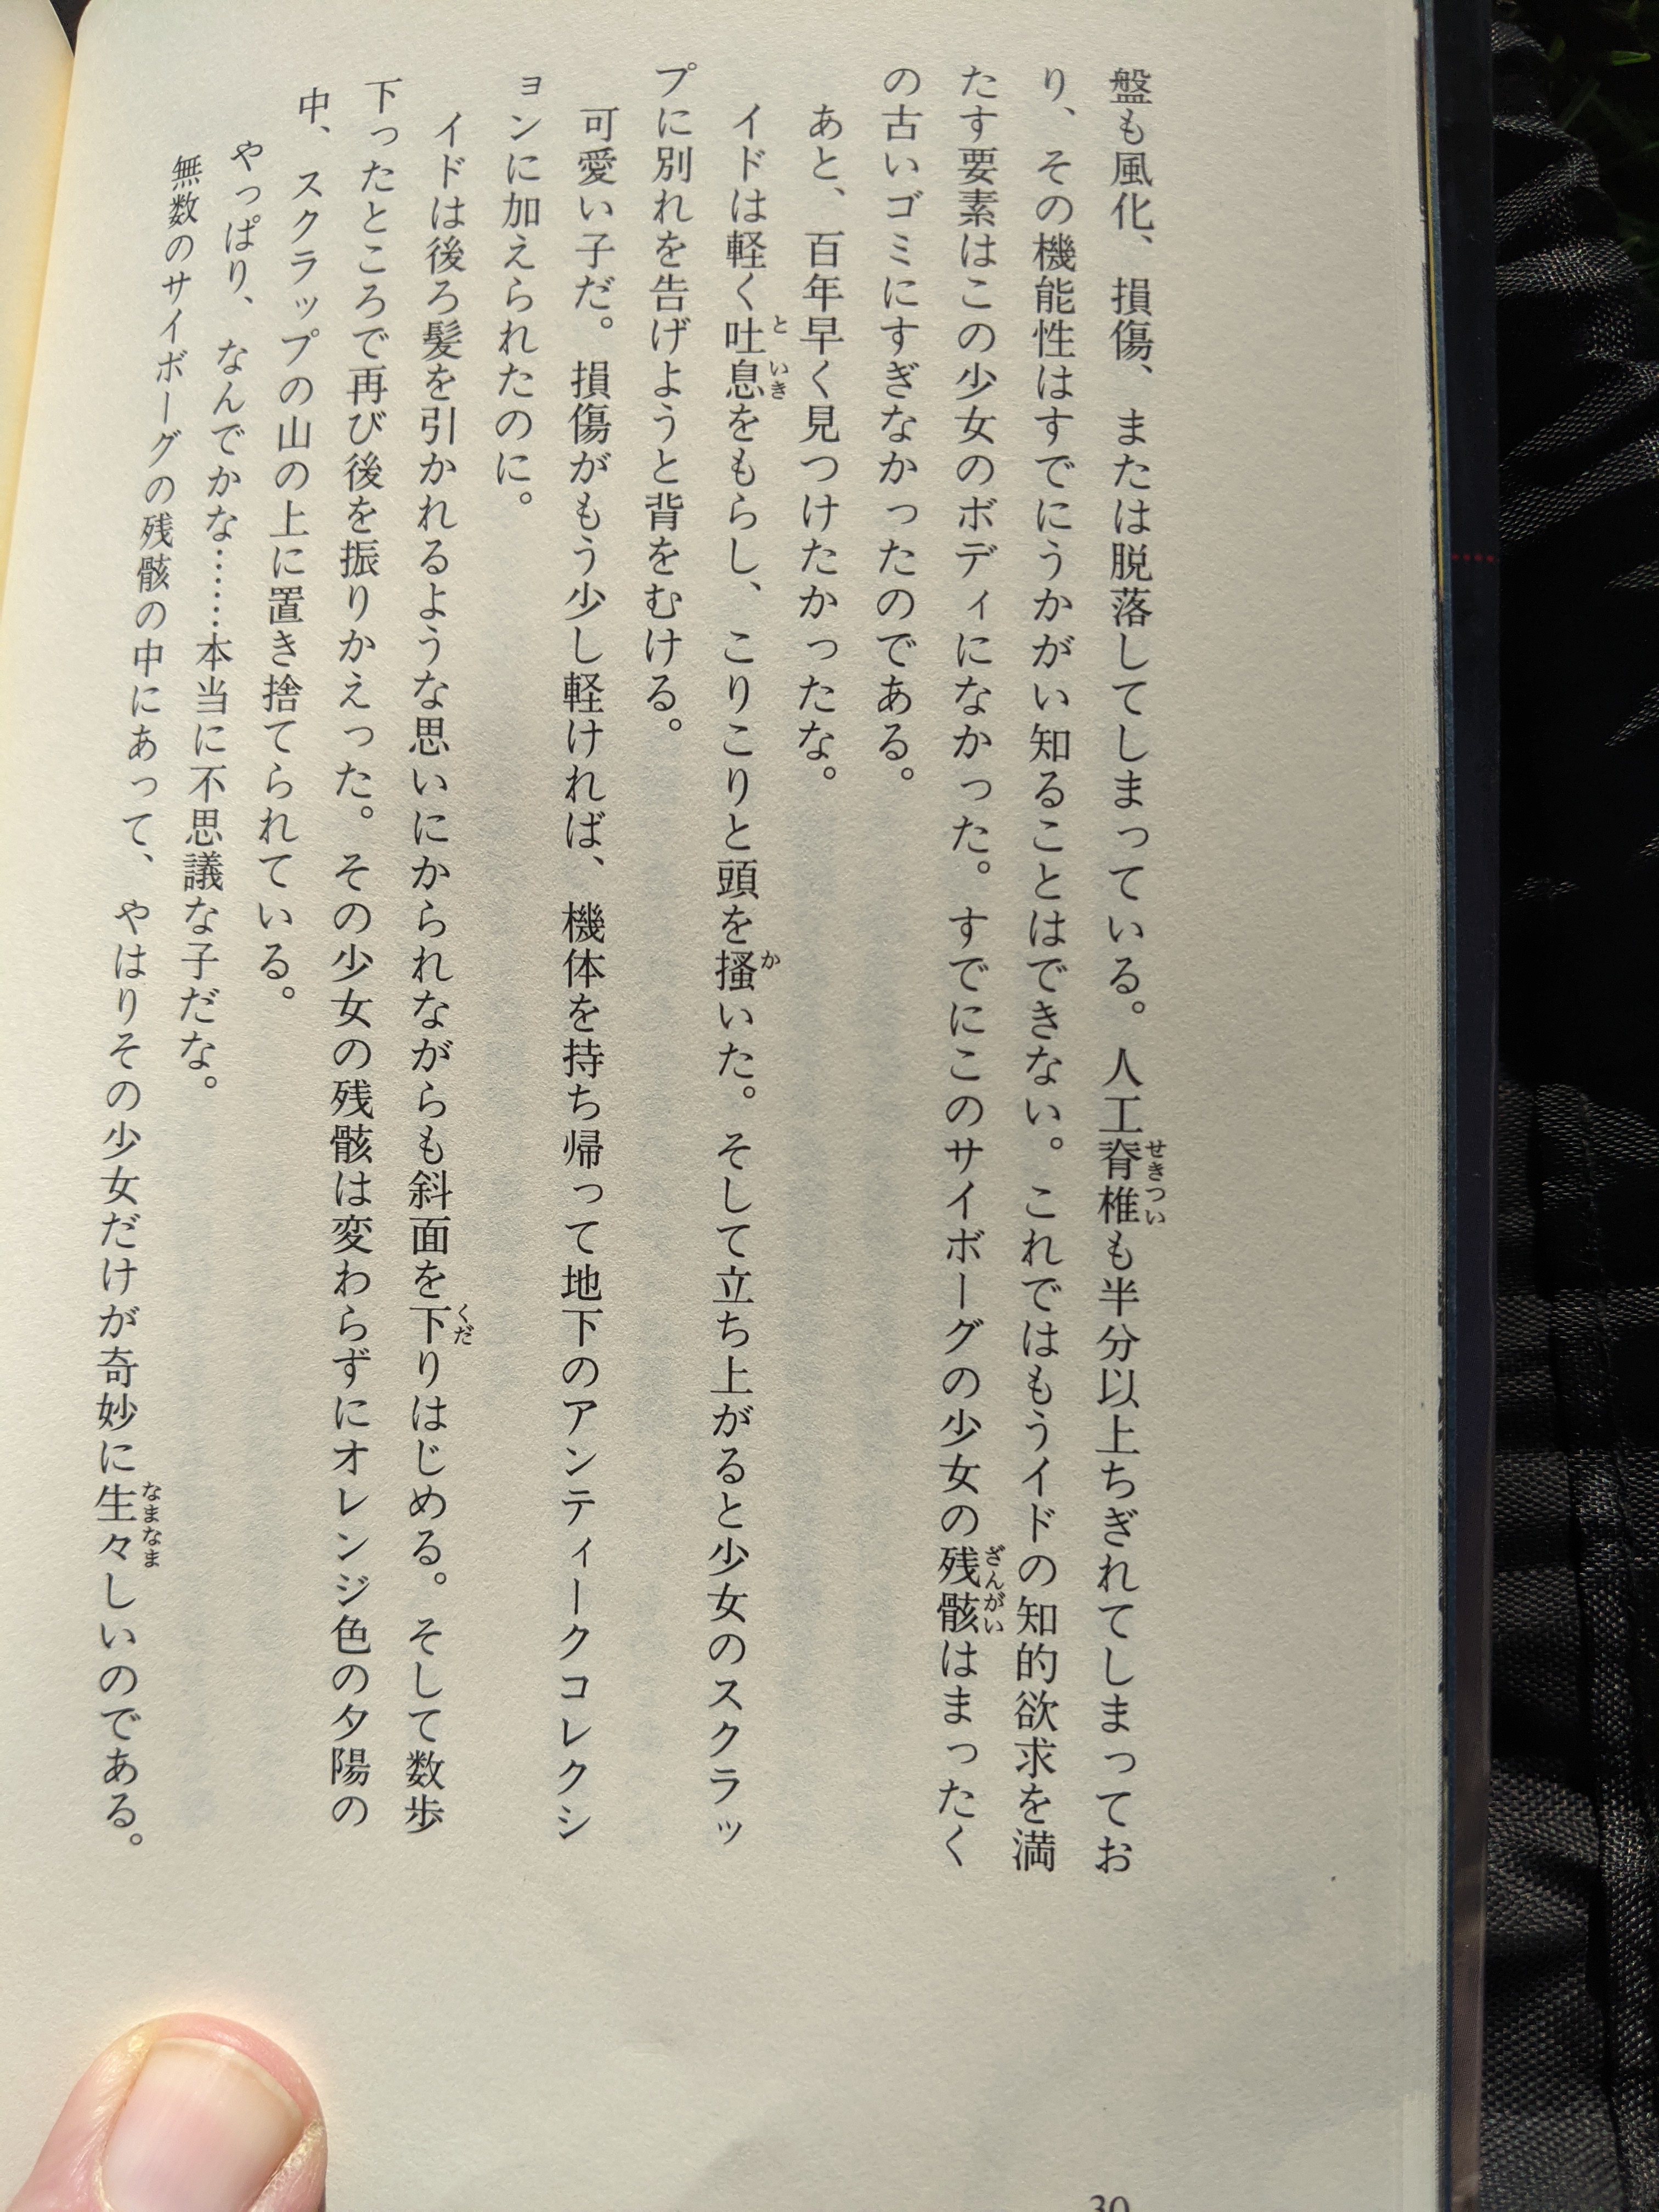 盤も風化、損傷、または脱落してしまっている。人工脊椎も半分以上ちぎれてしまってお
り、その機能性はすでにうかがい知ることはできない。これではもうイドの知的欲求を満
たす要素はこの少女のボディになかった。すでにこのサイボーグの少女の残骸はまったく
の古いゴミにすぎなかったのである。
あと、百年早く見つけたかったな。
イドは軽く吐息をもらし、こりこりと頭を掻いた。そして立ち上がると少女のスクラッ
プに別れを告げようと背をむける。
可愛い子だ。損傷がもう少し軽ければ、機体を持ち帰って地下のアンティークコレクシ
ョンに加えられたのに。
イドは後ろ髪を引かれるような思いにかられながらも斜面を下りはじめる。そして数歩
下ったところで再び後を振りかえった。その少女の残骸は変わらずにオレンジ色の夕陽の
中、スクラップの山の上に置き捨てられている。
やっぱり、なんでかな……本当に不思議な子だな。
無数のサイボーグの残骸の中にあって、やはりその少女だけが奇妙に生々しいのである。
30